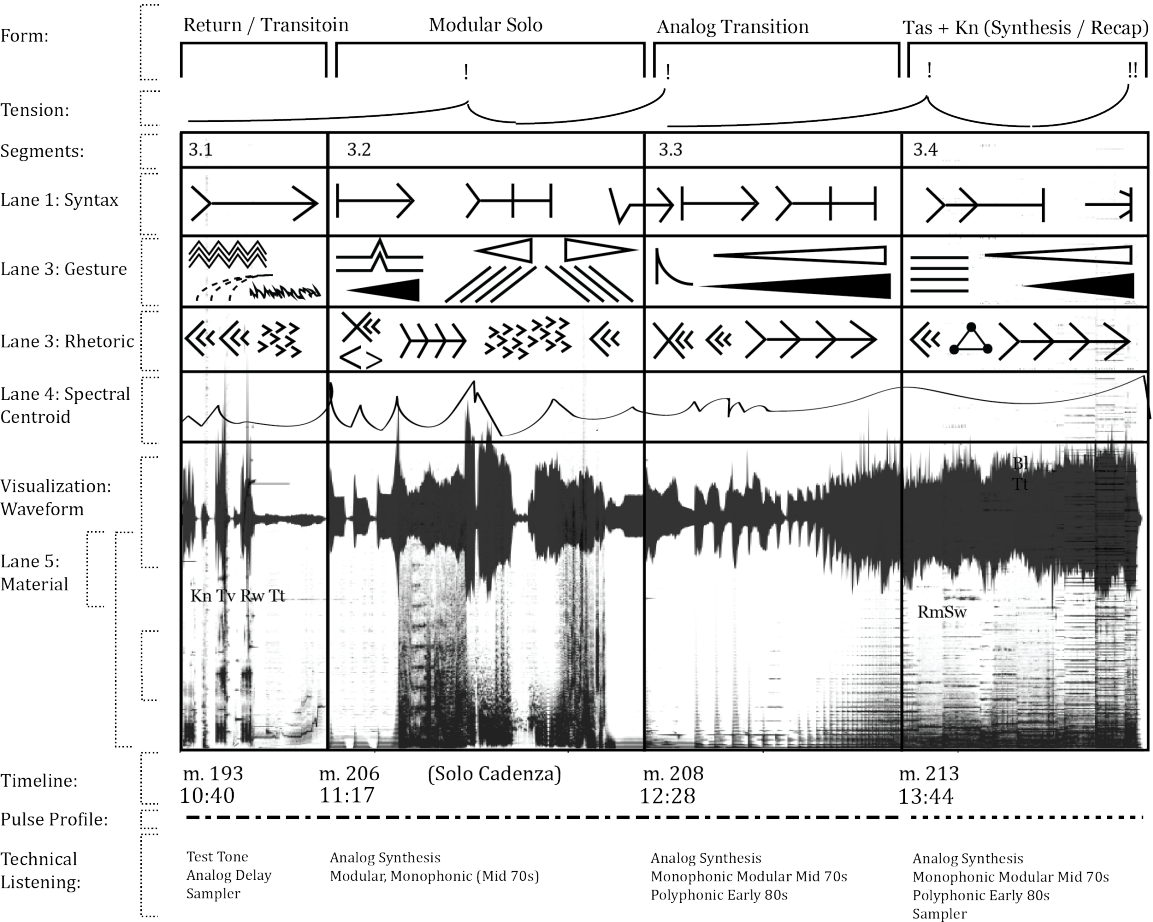 Form:
Return / Transitoin
Modular Solo
Analog Transition
Tas + Kn (Synthesis / Recap)
!
!
!
!!
Tension:
Segments:
3.1
3.2
3.3
3.4
Lane 1: Syntax
Lane 3: Gesture
Lane 3: Rhetoric
Lane 4: Spectral
Centroid
Visualization:
Waveform
Bl
Tt
Lane 5:
Material
Kn Tv Rw Tt
RmSw
Timeline:
m. 193
10:40
m. 206
11:17
(Solo Cadenza)
m. 208
12:28
m. 213
13:44
Pulse Profile:
Technical
Listening:
Test Tone
Analog Delay
Sampler
Analog Synthesis
Modular, Monophonic (Mid 70s)
Analog Synthesis
Monophonic Modular Mid 70s
Polyphonic Early 80s
Analog Synthesis
Monophonic Modular Mid 70s
Polyphonic Early 80s
Sampler